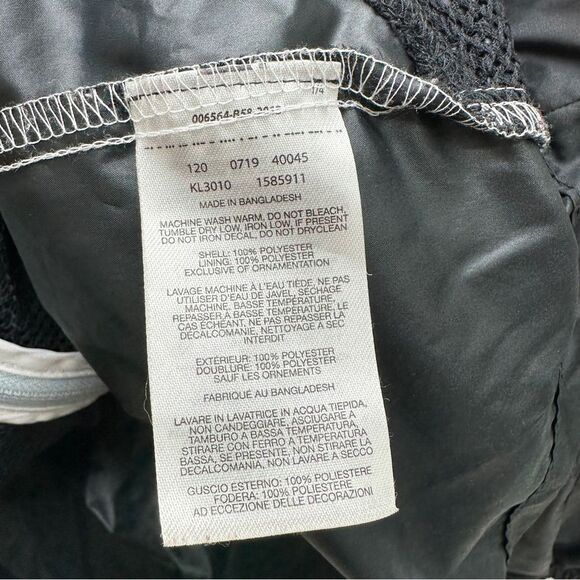 1/4
120 0719 40045
KL3010 1585911
MADE IN BANGLADESH
MACHINE WASH WARM, DO NOT BLEACH,
TUMBLE DRY LOW, IRON LOW, IF PRESENT
DO NOT IRON DECAL, DO NOT DRYCLEAN
SHELL: 100% POLYESTER
LINING: 100% POLYESTER
EXCLUSIVE OF ORNAMENTATION
LAVAGE MACHINE À L'EAU TIÈDE, NE PAS
UTILISER D'EAU DE JAVEL, SÉCHAGE
MACHINE, BASSE TEMPÉRATURE,
REPASSER À BASSE TEMPÉRATURE. LE
CAS ÉCHÉANT, NE PAS REPASSER LA
DÉCALCOMANIE, NETTOYAGE A SEC
INTERDIT
EXTÉRIEUR: 100% POLYESTER
DOUBLURE: 100% POLYESTER
SAUF LES ORNEMENTS
FABRIQUÉ AU BANGLADESH
LAVARE IN LAVATRICE IN ACQUA TIEPIDA,
NON CANDEGGIARE, ASCIUGARE A
TAMBURO A BASSA TEMPERATURA,
STIRARE CON FERRO A TEMPERATURA
BASSA, SE PRESENTE, NON STIRARE LA
DECALCOMANIA, NON LAVARE A SECCO
GUSCIO ESTERNO: 100% POLIESTERE
FODERA: 100% POLIESTERE
AD ECCEZIONE DELLE DECORAZIONI